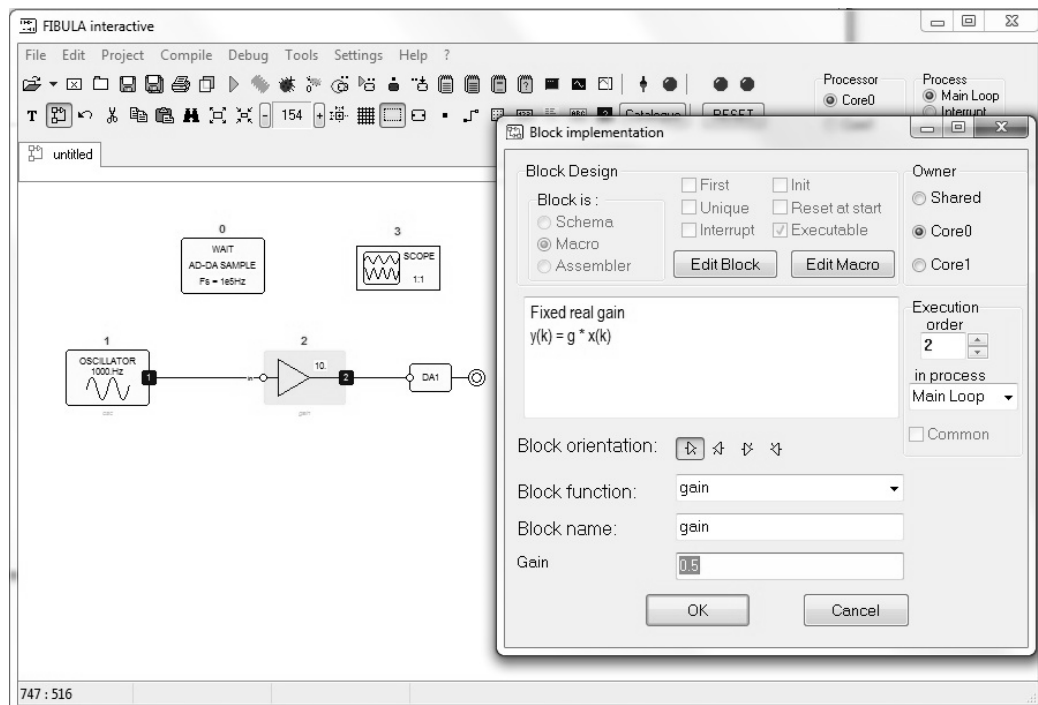 FIBULA interactive
File Edit Project Compile Debug Tools Settings Help ?
Processor
Core0
Process
Main Loop
Interrupt
T
- 154 +
Catalogue
RESET
untitled
0
WAIT
AD-DA SAMPLE
Fs = 1e5Hz
3
SCOPE
1:1
1
OSCILLATOR
1000.Hz
1
osc
2
10.
2
gain
DA1
747 : 516
Block implementation
Block Design
Block is :
Schema
Macro
Assembler
First
Init
Unique
Reset at start
Interrupt
Executable
Edit Block
Edit Macro
Owner
Shared
Core0
Core1
Fixed real gain
y(k) = g * x(k)
Execution
order
2
in process
Main Loop
Common
Block orientation:
Block function:
gain
Block name:
gain
Gain
0.5
OK
Cancel